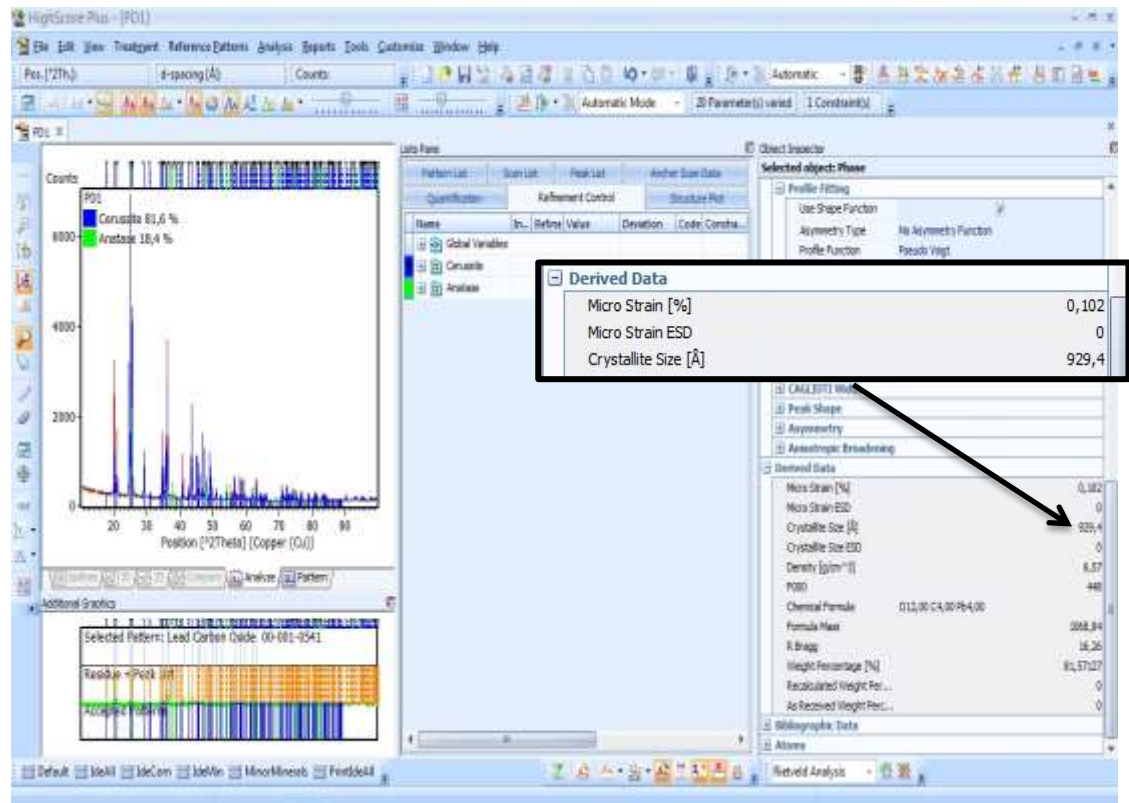 HighScore Plus - [PD1]
File Edit View Treatment Reference Patterns Analysis Reports Tools Customize Window Help
Pos. [°2Th.] d-spacing [Å] Counts Automatic
Automatic Mode 20 Parameter(s) varied 1 Constraint(s)
PD1
Counts
PD1
Cerussite 81,6 %
Anatase 18,4 %
6000
4000
2000
0
20 30 40 50 60 70 80 90
Position [°2Theta] (Copper (Cu))
Analyze Pattern
Additional Graphics
Selected Pattern: Lead Carbon Oxide 00-001-0541
Residue + Peak List
Accepted Patterns
Lists Pane
Pattern List Scan List Peak List Anchor Scan Data
Quantification Refinement Control Structure Plot
Name In... Refine Value Deviation Code Constra...
Global Variables
Cerussite
Anatase
Object Inspector
Selected object: Phase
Profile Fitting
Use Shape Function
Asymmetry Type No Asymmetry Function
Profile Function Pseudo Voigt
Derived Data
Micro Strain [%] 0,102
Micro Strain ESD 0
Crystallite Size [Å] 929,4
CAGLIOTI
Peak Shape
Asymmetry
Anisotropic Broadening
Derived Data
Micro Strain [%] 0,102
Micro Strain ESD 0
Crystallite Size [Å] 929,4
Crystallite Size ESD 0
Density [g/cm^3] 6,57
F000 448
Chemical Formula O12,00 C4,00 Pb4,00
Formula Mass 1068,84
R Bragg 16,26
Weight Percentage [%] 81,57127
Recalculated Weight Per... 0
As Received Weight Perc... 0
Bibliographic Data
Atoms
Default IdeAll IdeCem IdeMin MinorMinerals PrintIdeAll
Rietveld Analysis